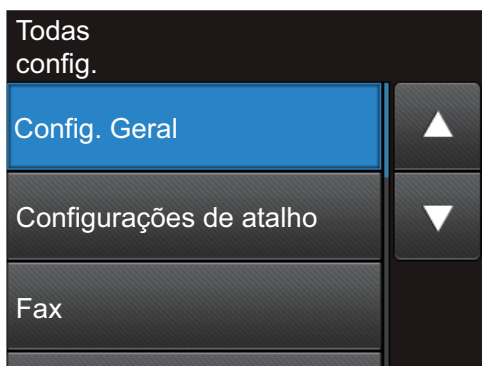 Todas
config.
Config. Geral
Configurações de atalho
Fax